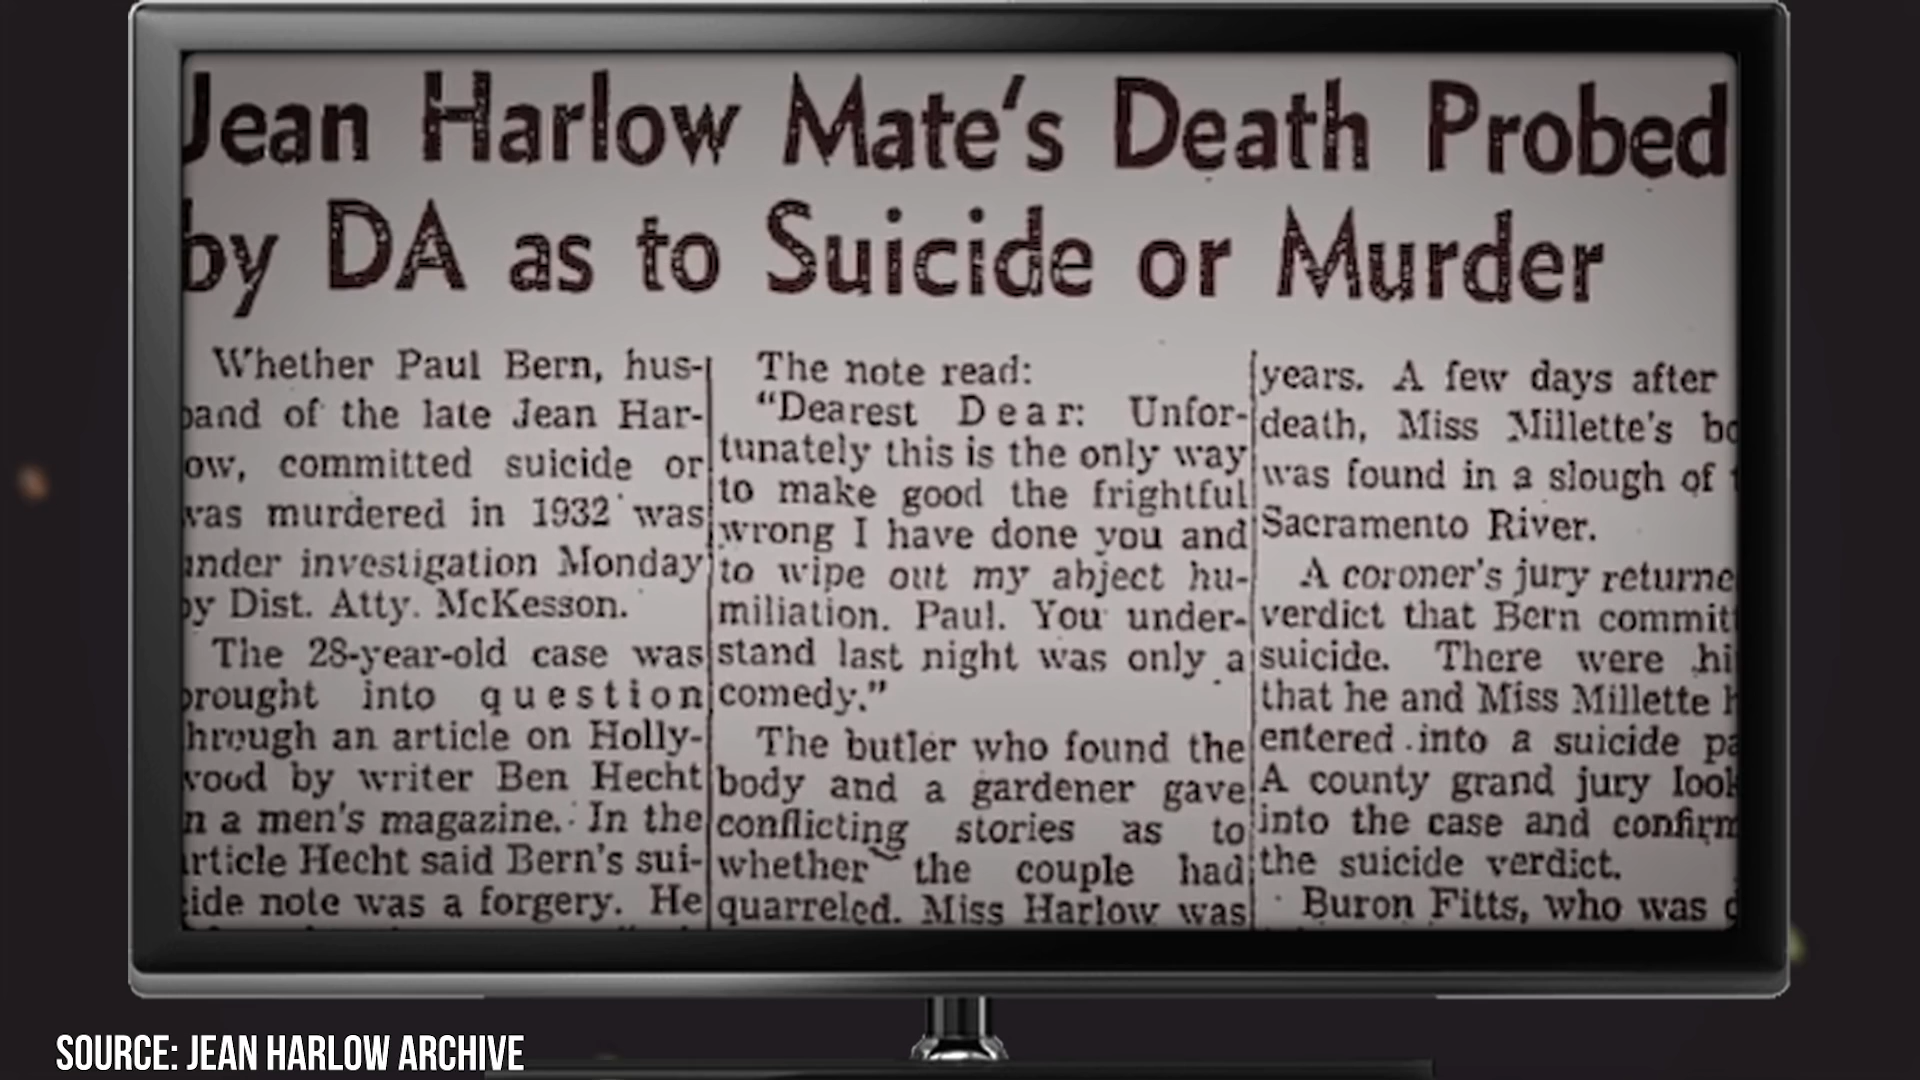 Jean Harlow Mate's Death Probed
by DA as to Suicide or Murder
Whether Paul Bern, hus-
band of the late Jean Har-
ow, committed suicide or
was murdered in 1932 was
under investigation Monday
by Dist. Atty. McKesson.
The 28-year-old case was
brought into question
through an article on Holly-
wood by writer Ben Hecht
n a men's magazine. In the
article Hecht said Bern's sui-
cide note was a forgery. He
The note read:
"Dearest Dear: Unfor-
tunately this is the only way
to make good the frightful
wrong I have done you and
to wipe out my abject hu-
miliation. Paul. You under-
stand last night was only a
comedy."
The butler who found the
body and a gardener gave
conflicting stories as to
whether the couple had
quarreled. Miss Harlow was
years. A few days after
death, Miss Millette's bo
was found in a slough of t
Sacramento River.
A coroner's jury returne
verdict that Bern committ
suicide. There were hi
that he and Miss Millette h
entered into a suicide pa
A county grand jury look
into the case and confirm
the suicide verdict.
Buron Fitts, who was d
SOURCE: JEAN HARLOW ARCHIVE